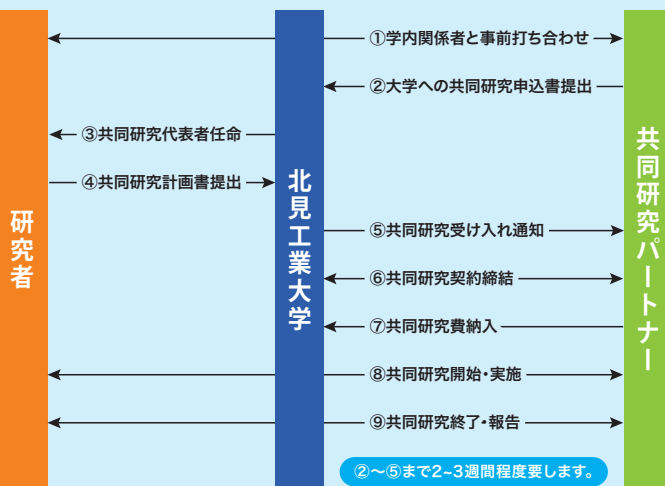 ①学内関係者と事前打ち合わせ
②大学への共同研究申込書提出
③共同研究代表者任命
④共同研究計画書提出
研究者
北見工業大学
共同研究パートナー
⑤共同研究受け入れ通知
⑥共同研究契約締結
⑦共同研究費納入
⑧共同研究開始・実施
⑨共同研究終了・報告
②～⑤まで2~3週間程度要します。